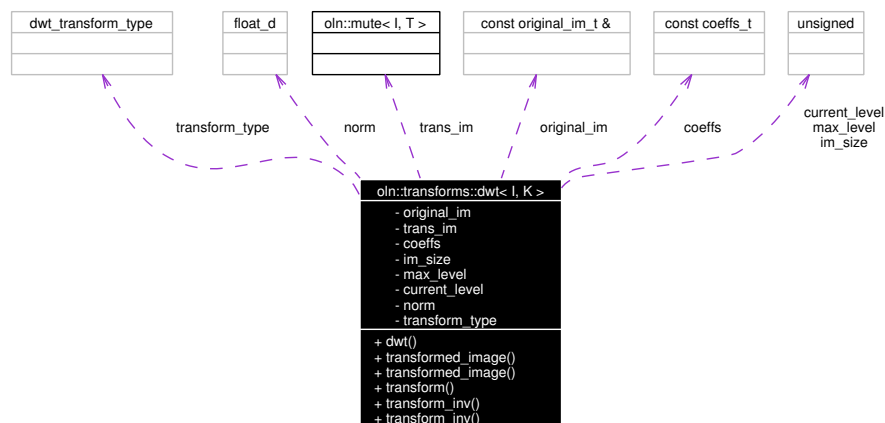 dwt_transform_type
float_d
oln::mute< I, T >
const original_im_t &
const coeffs_t
unsigned
transform_type
norm
trans_im
original_im
coeffs
current_level
max_level
im_size
oln::transforms::dwt< I, K >
- original_im
- trans_im
- coeffs
- im_size
- max_level
- current_level
- norm
- transform_type
+ dwt()
+ transformed_image()
+ transformed_image()
+ transform()
+ transform_inv()
+ transform_inv()